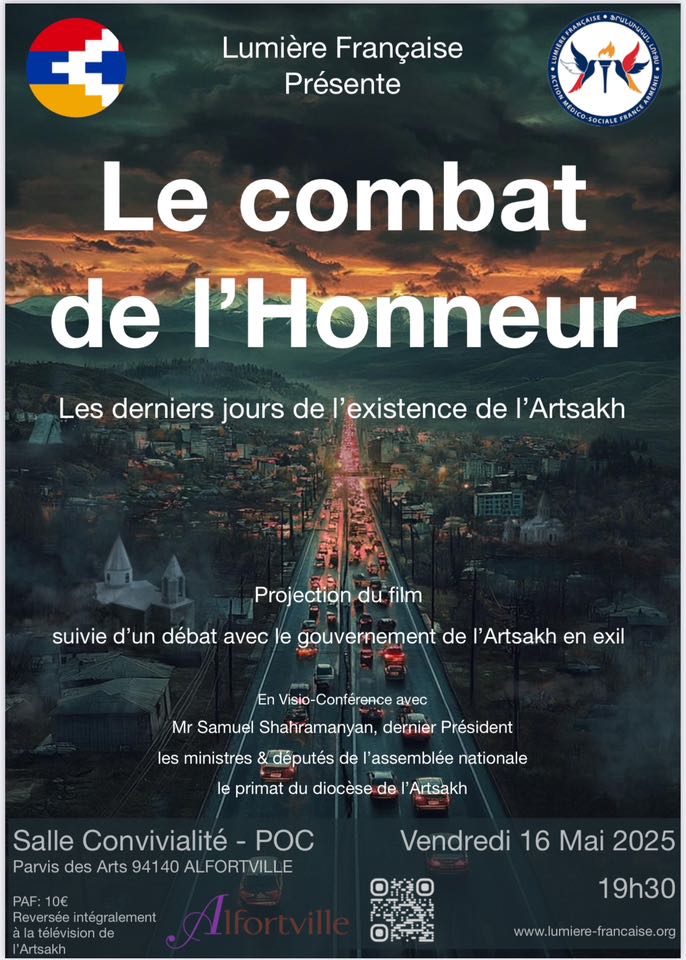 Lumière Française
Présente
LUMIÈRE FRANÇAISE • ՖՐԱՆՍԻԱԿԱՆ ԼՈՒՅՍ
ACTION MÉDICO-SOCIALE FRANCE ARMÉNIE
Le combat
de l’Honneur
Les derniers jours de l’existence de l’Artsakh
Projection du film
suivie d’un débat avec le gouvernement de l’Artsakh en exil
En Visio-Conférence avec
Mr Samuel Shahramanyan, dernier Président
les ministres & députés de l’assemblée nationale
le primat du diocèse de l’Artsakh
Salle Convivialité - POC
Parvis des Arts 94140 ALFORTVILLE
Vendredi 16 Mai 2025
19h30
PAF: 10€
Reversée intégralement
à la télévision de
l’Artsakh
Alfortville
www.lumiere-francaise.org